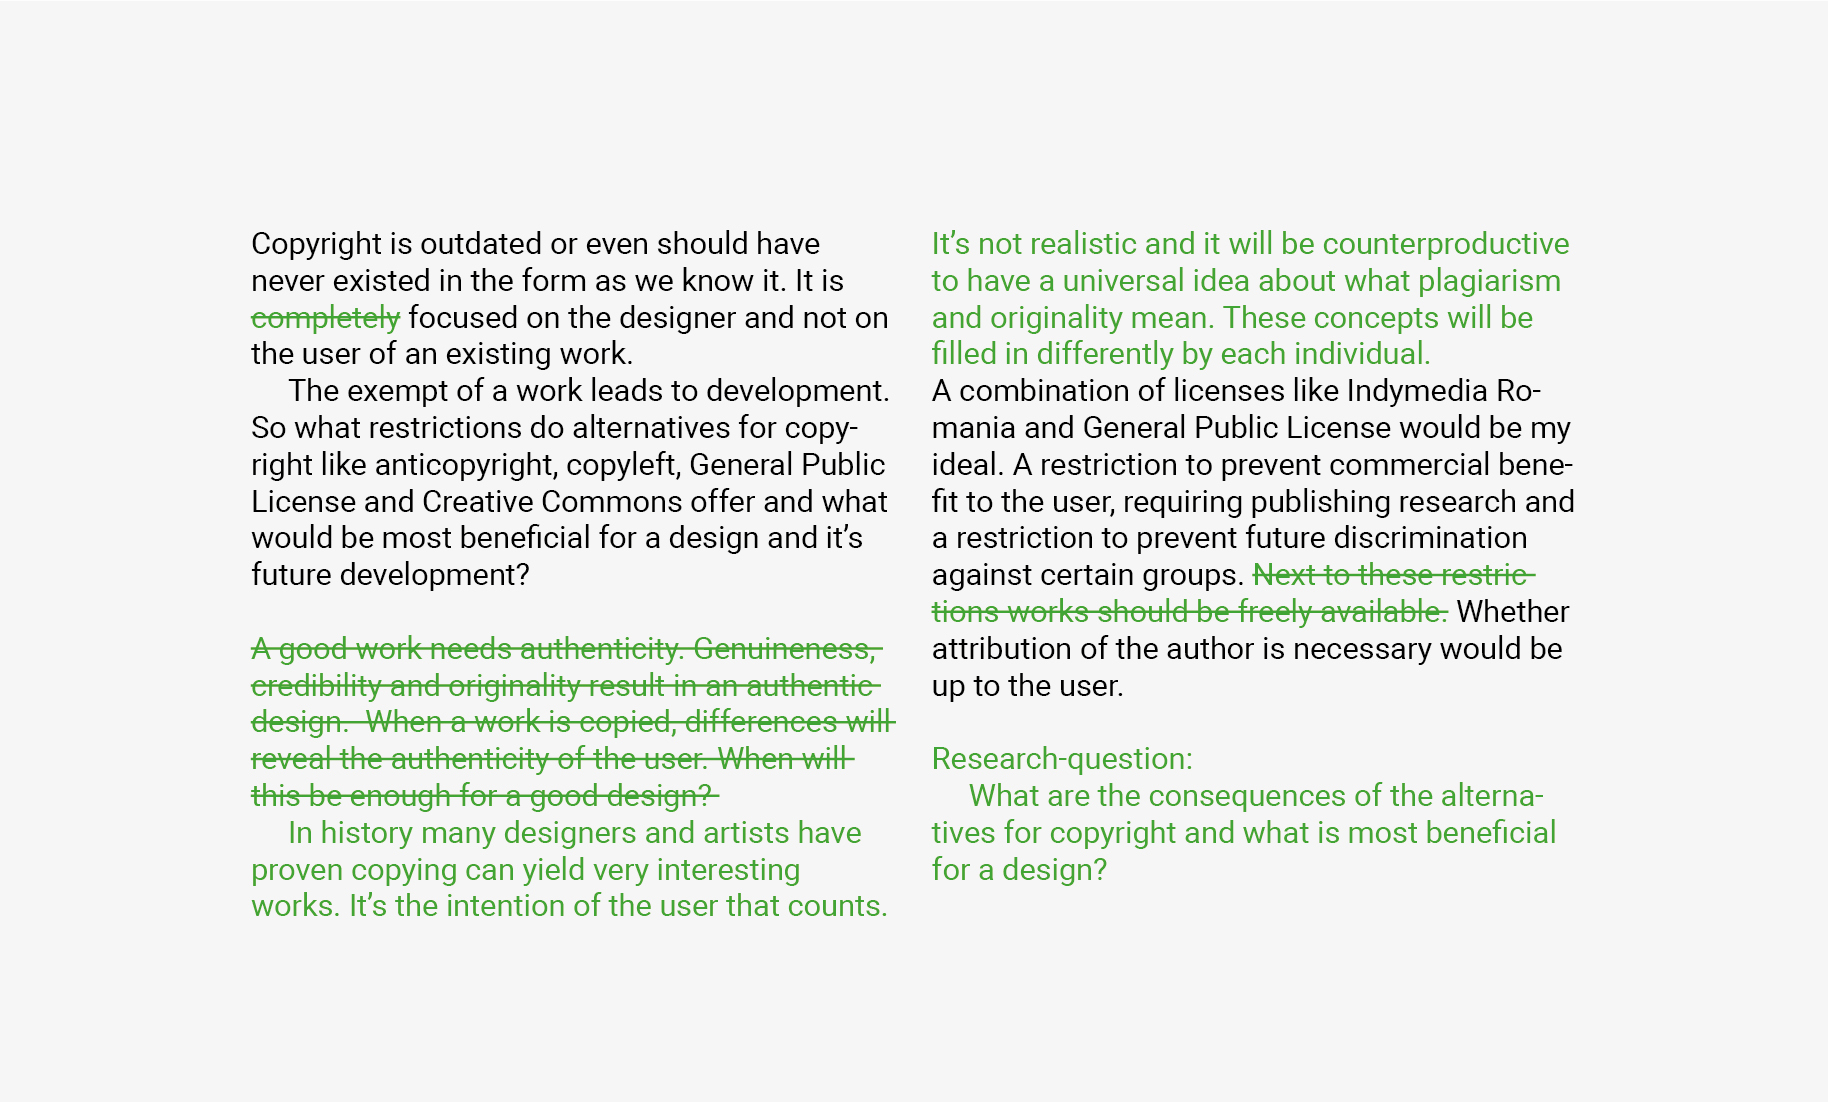 Copyright is outdated or even should have
never existed in the form as we know it. It is
completely focused on the designer and not on
the user of an existing work.
The exempt of a work leads to development.
So what restrictions do alternatives for copy-
right like anticopyright, copyleft, General Public
License and Creative Commons offer and what
would be most beneficial for a design and it’s
future development?
A good work needs authenticity. Genuineness,
credibility and originality result in an authentic
design.  When a work is copied, differences will
reveal the authenticity of the user. When will
this be enough for a good design?
In history many designers and artists have
proven copying can yield very interesting
works. It’s the intention of the user that counts.
It’s not realistic and it will be counterproductive
to have a universal idea about what plagiarism
and originality mean. These concepts will be
filled in differently by each individual.
A combination of licenses like Indymedia Ro-
mania and General Public License would be my
ideal. A restriction to prevent commercial bene-
fit to the user, requiring publishing research and
a restriction to prevent future discrimination
against certain groups. Next to these restric
tions works should be freely available. Whether
attribution of the author is necessary would be
up to the user.
Research-question:
What are the consequences of the alterna-
tives for copyright and what is most beneficial
for a design?